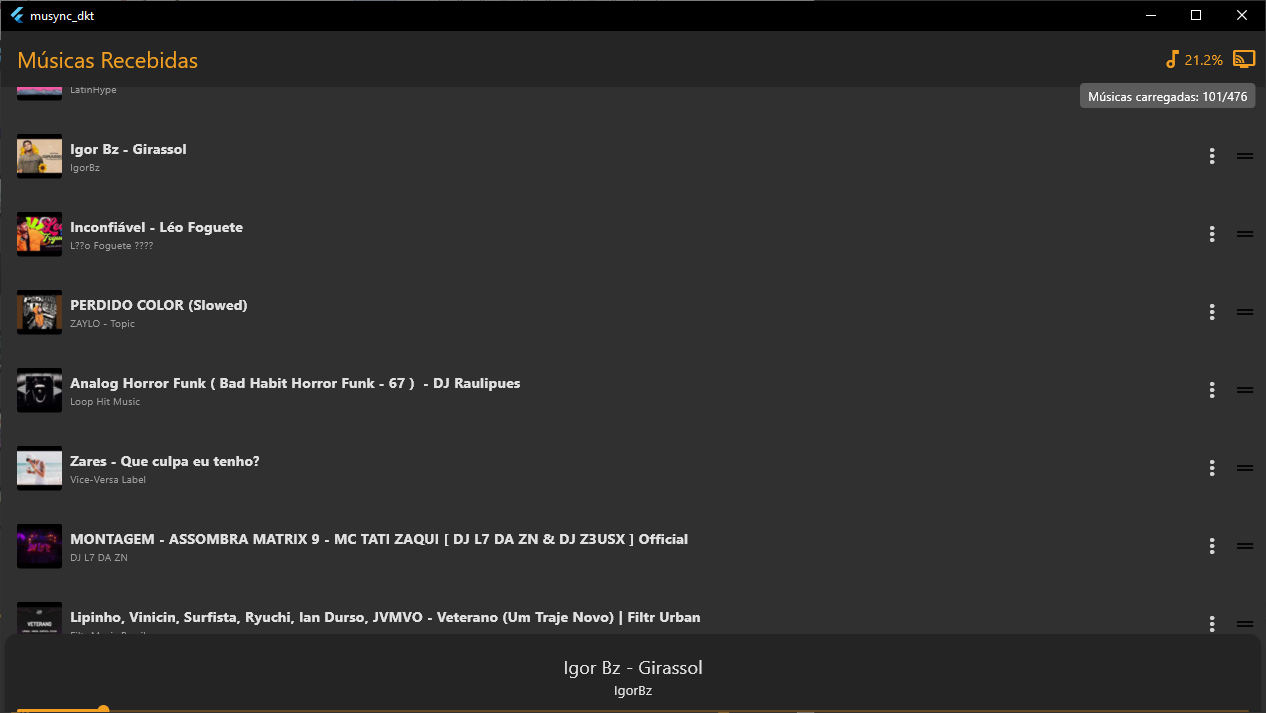 musync_dkt
Músicas Recebidas
21.2%
LatinHype
Músicas carregadas: 101/476
Igor Bz - Girassol
IgorBz
Inconfiável - Léo Foguete
L??o Foguete ????
PERDIDO COLOR (Slowed)
ZAYLO - Topic
Analog Horror Funk ( Bad Habit Horror Funk - 67 )  - DJ Raulipues
Loop Hit Music
Zares - Que culpa eu tenho?
Vice-Versa Label
MONTAGEM - ASSOMBRA MATRIX 9 - MC TATI ZAQUI [ DJ L7 DA ZN & DJ Z3USX ] Official
DJ L7 DA ZN
VETERANO
Lipinho, Vinicin, Surfista, Ryuchi, Ian Durso, JVMVO - Veterano (Um Traje Novo) | Filtr Urban
Igor Bz - Girassol
IgorBz